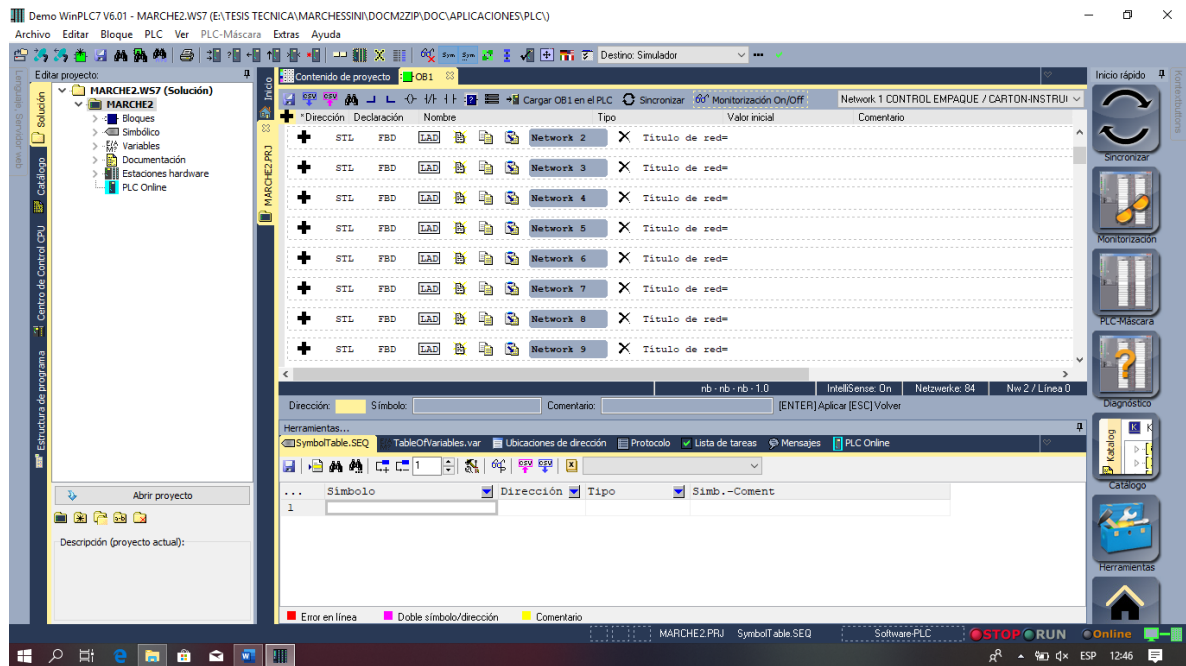 Demo WinPLC7 V6.01 - MARCHE2.WS7 (E:\TESIS TECNICA\MARCHESSINI\DOCM2ZIP\DOC\APLICACIONES\PLC\)
Archivo Editar Bloque PLC Ver PLC-Máscara Extras Ayuda
Destino: Simulador
Editar proyecto:
Lenguaje Servidor web
Solución
Catálogo
Centro de Control CPU
Estructura de programa
MARCHE2.WS7 (Solución)
MARCHE2
Bloques
Simbólico
Variables
Documentación
Estaciones hardware
PLC Online
Abrir proyecto
Descripción (proyecto actual):
Inicio
MARCHE2.PRJ
Contenido de proyecto OB1
Cargar OB1 en el PLC Sincronizar Monitorización On/Off Network 1 CONTROL EMPAQUE / CARTON-INSTRUI
*Dirección Declaración Nombre Tipo Valor inicial Comentario
STL FBD LAD Network 2 Titulo de red=
STL FBD LAD Network 3 Titulo de red=
STL FBD LAD Network 4 Titulo de red=
STL FBD LAD Network 5 Titulo de red=
STL FBD LAD Network 6 Titulo de red=
STL FBD LAD Network 7 Titulo de red=
STL FBD LAD Network 8 Titulo de red=
STL FBD LAD Network 9 Titulo de red=
nb - nb - nb - 1.0 IntelliSense: On Netzwerke: 84 Nw 2 / Línea 0
Dirección: Símbolo: Comentario: [ENTER] Aplicar [ESC] Volver
Herramientas...
SymbolTable.SEQ TableOfVariables.var Ubicaciones de dirección Protocolo Lista de tareas Mensajes PLC Online
1
... Símbolo Dirección Tipo Simb.-Coment
1
Error en línea Doble símbolo/dirección Comentario
Inicio rápido
Sincronizar
Monitorización
PLC-Máscara
Diagnóstico
Katalog
Catálogo
Herramientas
MARCHE2.PRJ SymbolTable.SEQ Software-PLC STOP RUN Online
ESP 12:46